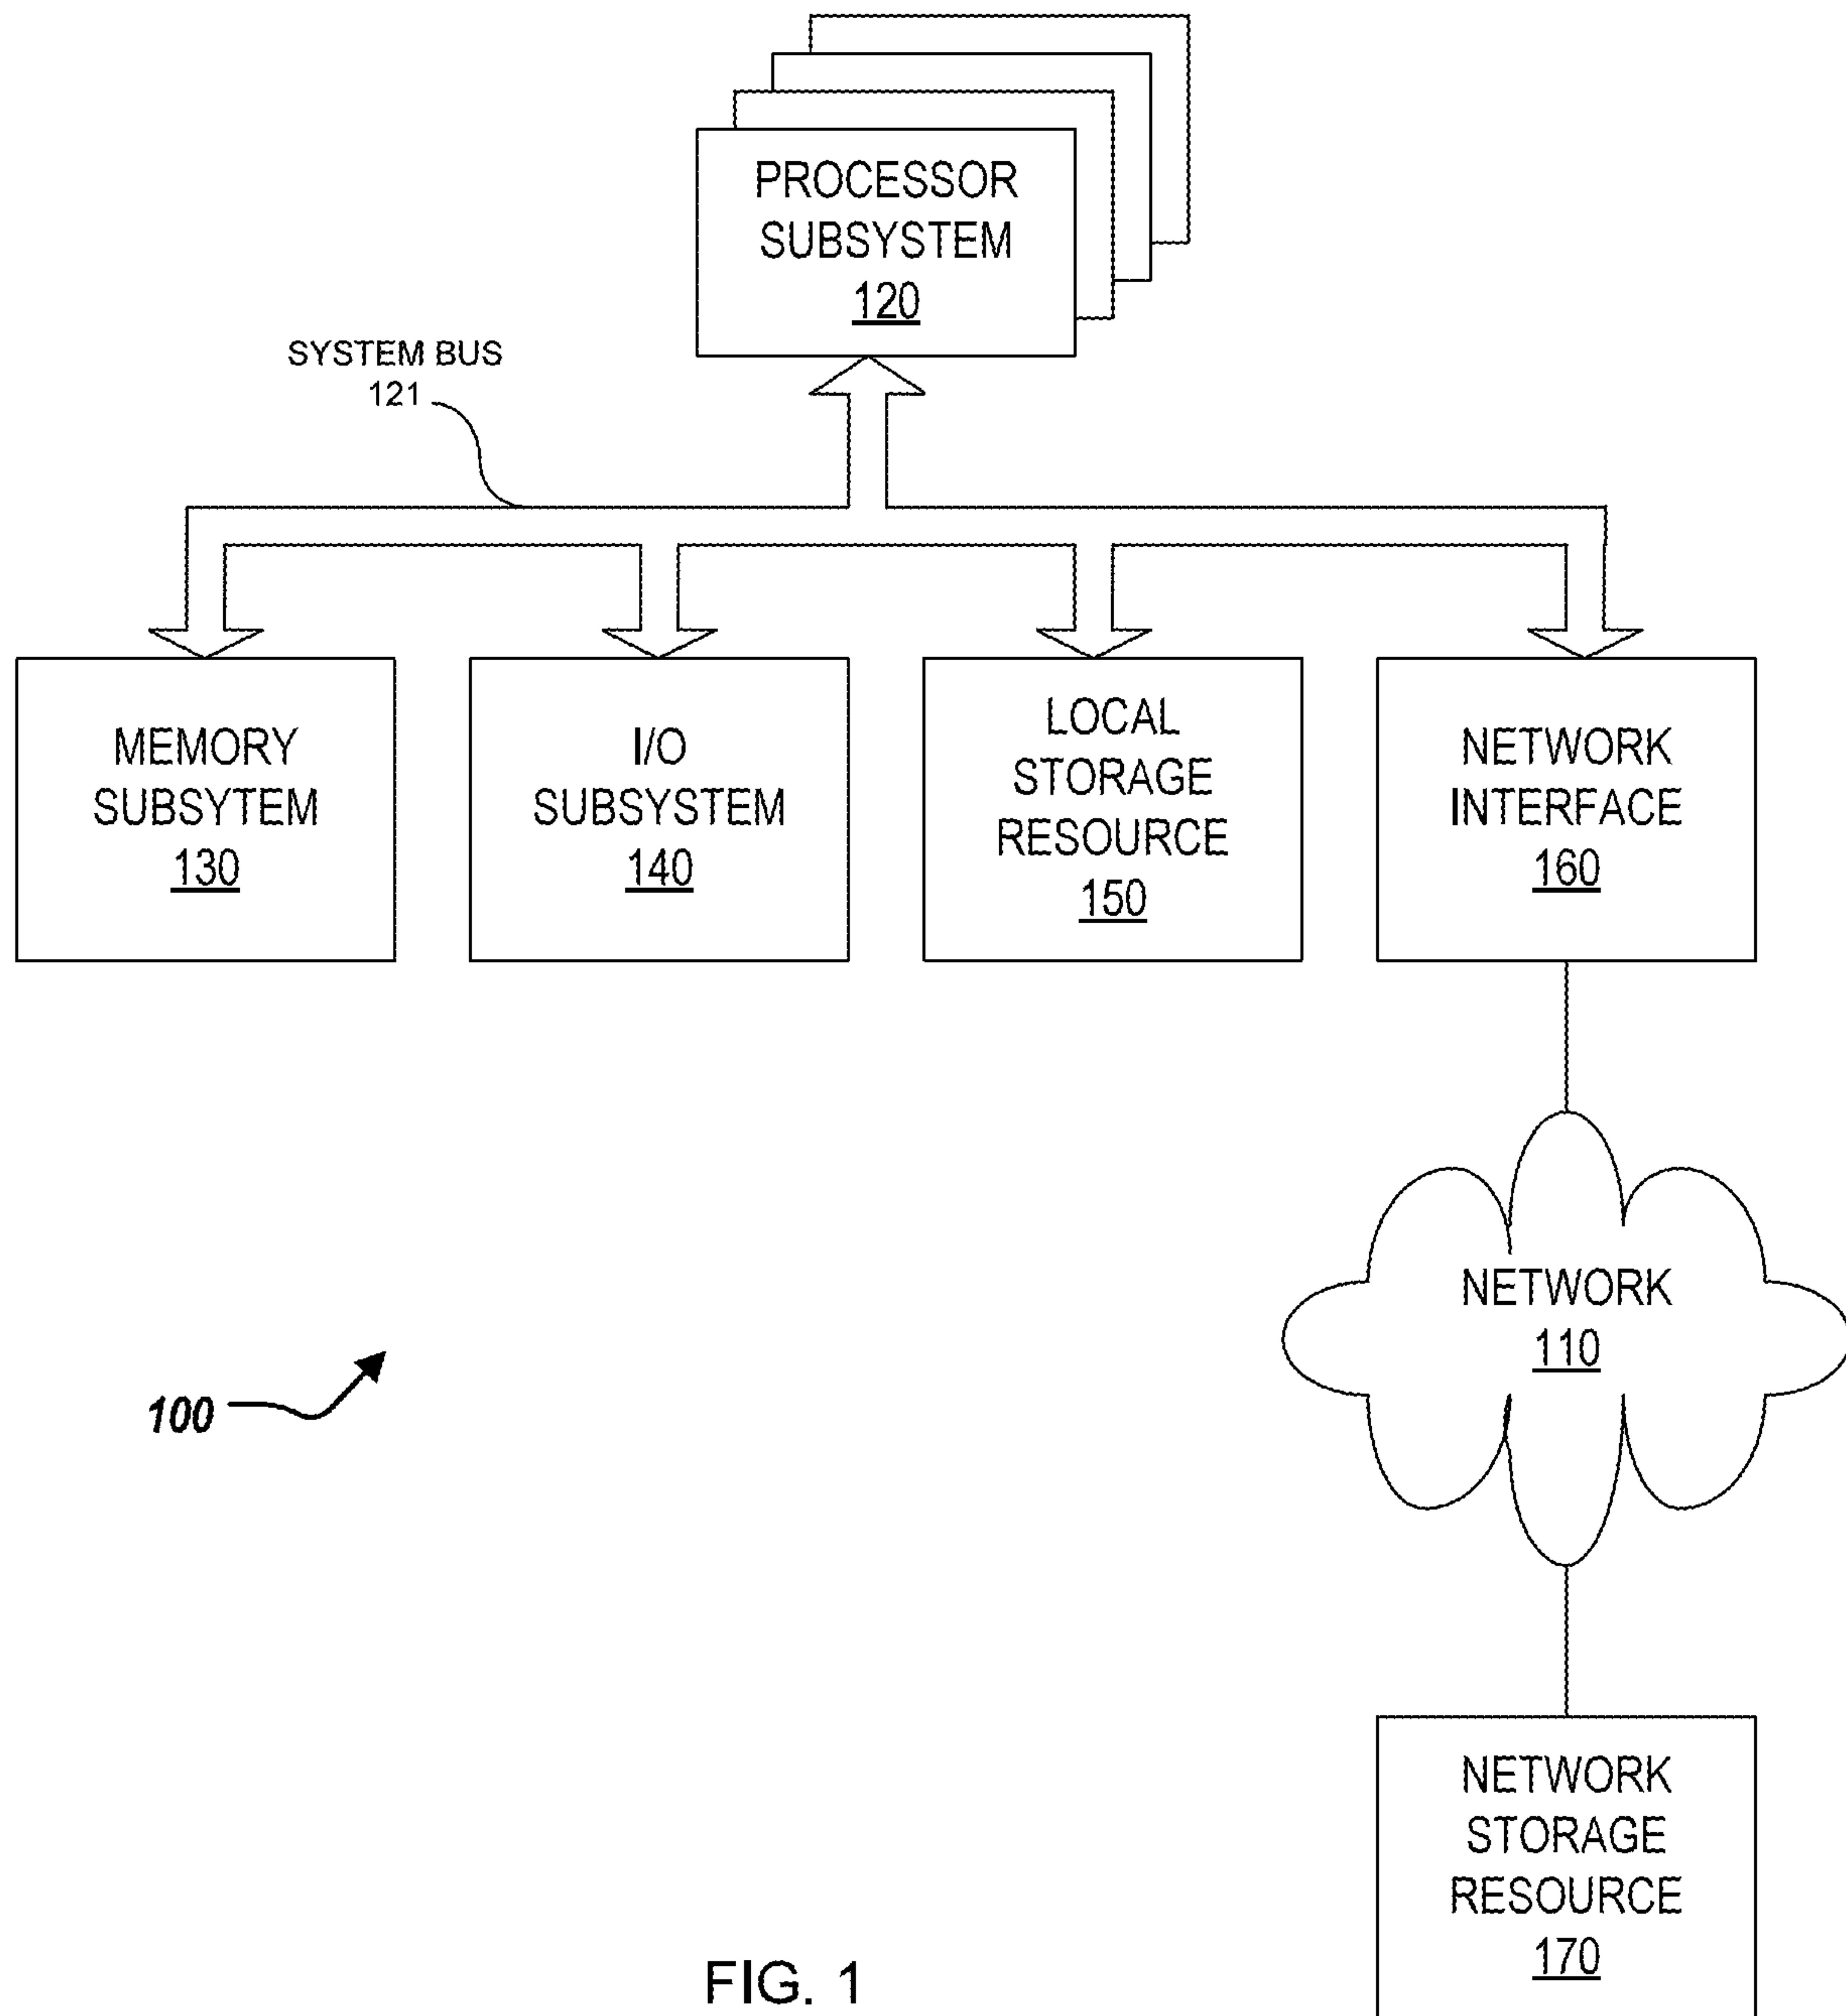 PROCESSOR
SUBSYSTEM
120
SYSTEM BUS
121
MEMORY
SUBSYTEM
130
I/O
SUBSYSTEM
140
LOCAL
STORAGE
RESOURCE
150
NETWORK
INTERFACE
160
NETWORK
110
100
NETWORK
STORAGE
RESOURCE
170
FIG. 1